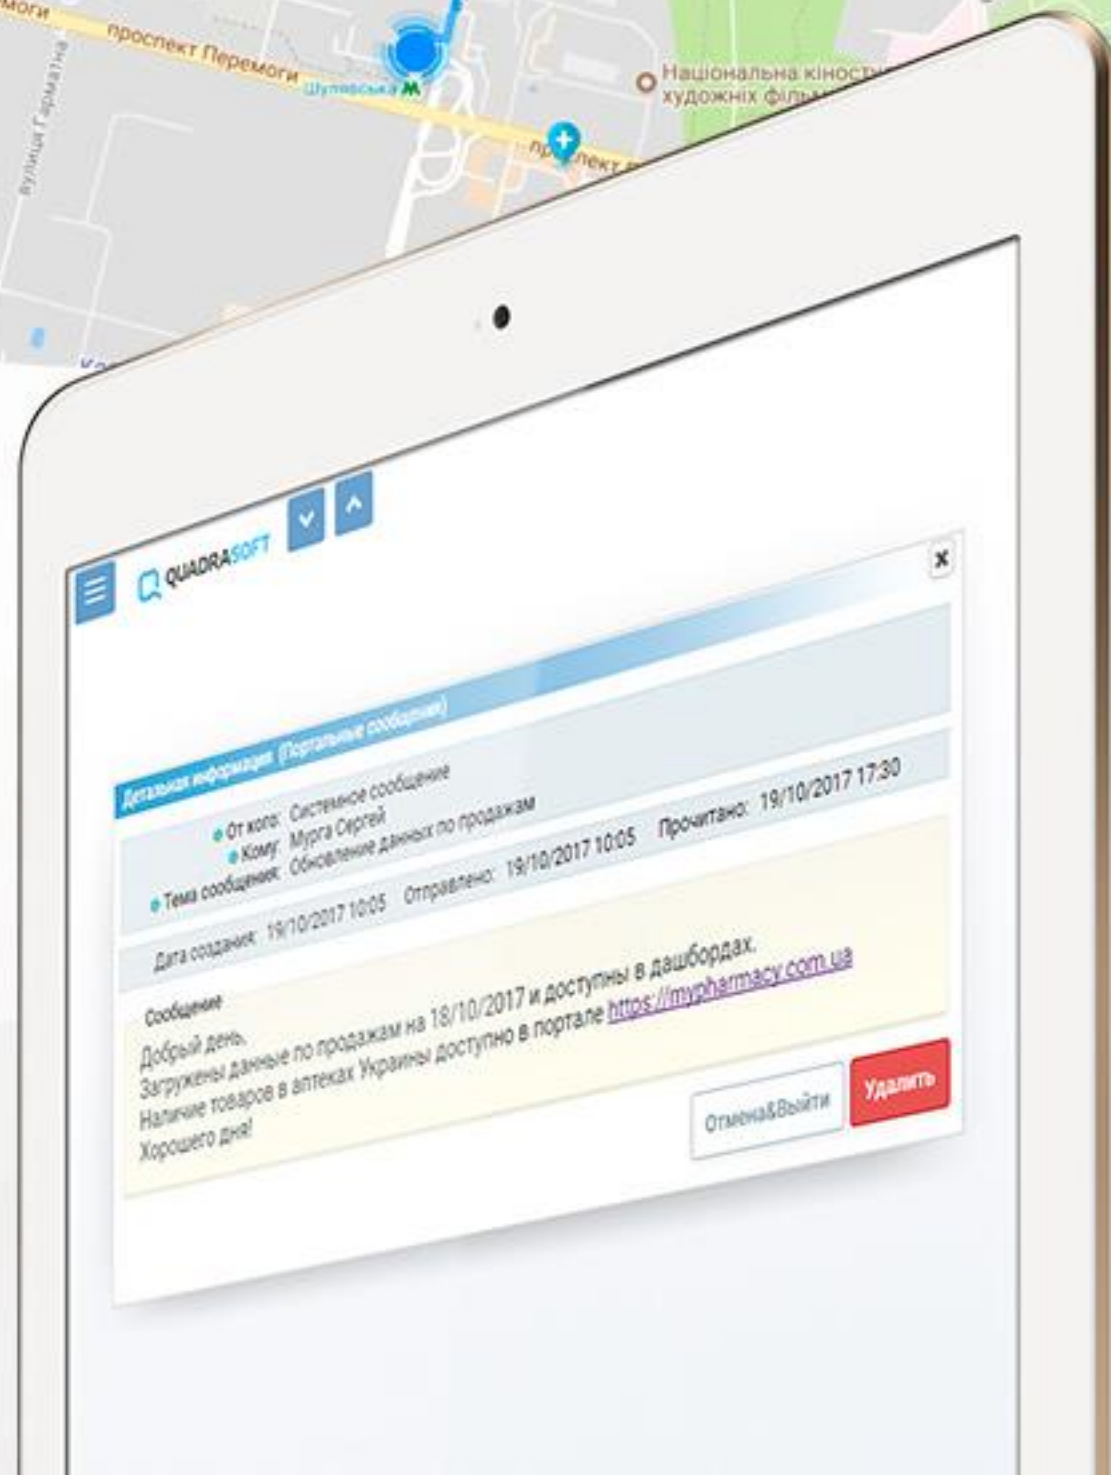 проспект Перемоги
вулиця Гарматна
Шулявська М
Національна кіносту
художніх філь
QUADRASOFT
x
Детальная информация (Портальные сообщения)
От кого: Системное сообщение
Кому: Мурга Сергей
Тема сообщения: Обновление данных по продажам
Дата создания: 19/10/2017 10:05 Отправлено: 19/10/2017 10:05 Прочитано: 19/10/2017 17:30
Сообщение
Добрый день,
Загружены данные по продажам на 18/10/2017 и доступны в дашбордах.
Наличие товаров в аптеках Украины доступно в портале https://mypharmacy.com.ua
Хорошего дня!
Отмена&Выйти
Удалить